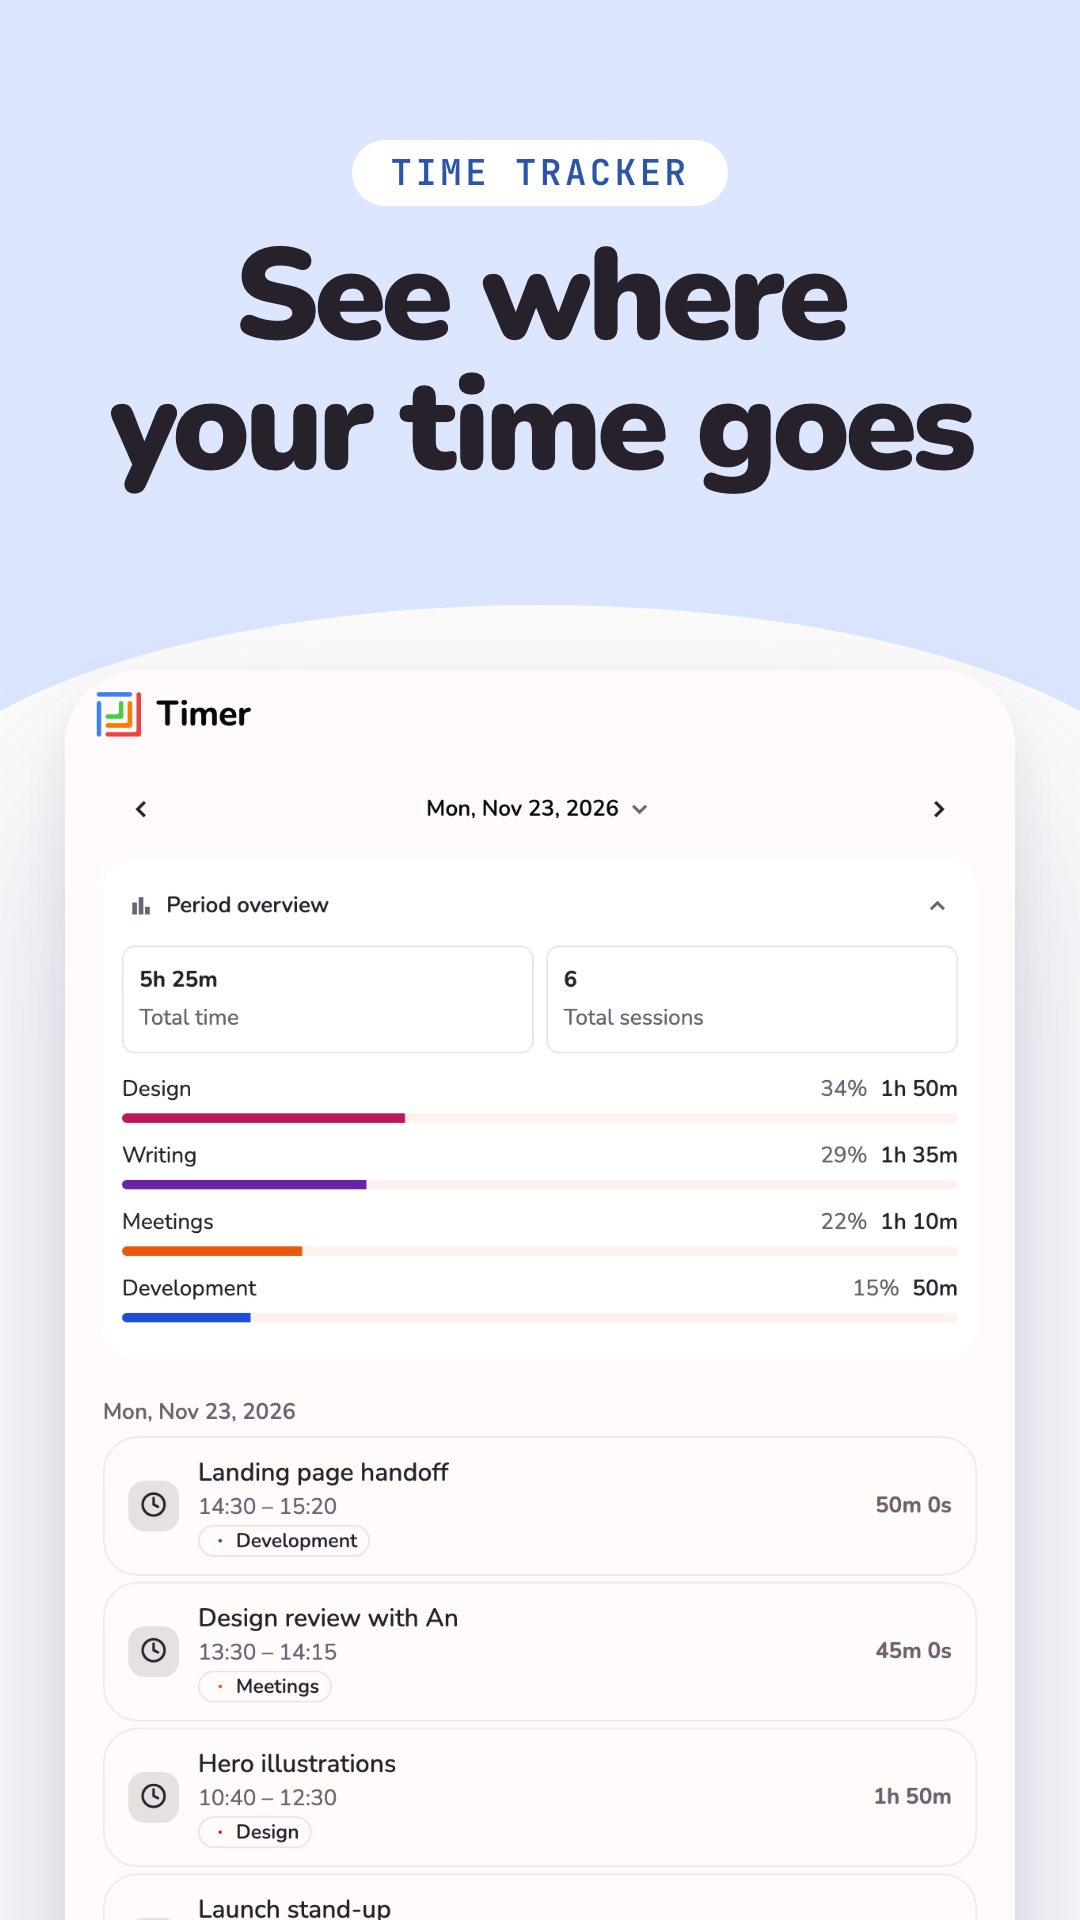 TIME TRACKER
See where
your time goes
Timer
Mon, Nov 23, 2026
Period overview
5h 25m
Total time
6
Total sessions
Design 34% 1h 50m
Writing 29% 1h 35m
Meetings 22% 1h 10m
Development 15% 50m
Mon, Nov 23, 2026
Landing page handoff
14:30 – 15:20
50m 0s
Development
Design review with An
13:30 – 14:15
45m 0s
Meetings
Hero illustrations
10:40 – 12:30
1h 50m
Design
Launch stand-up